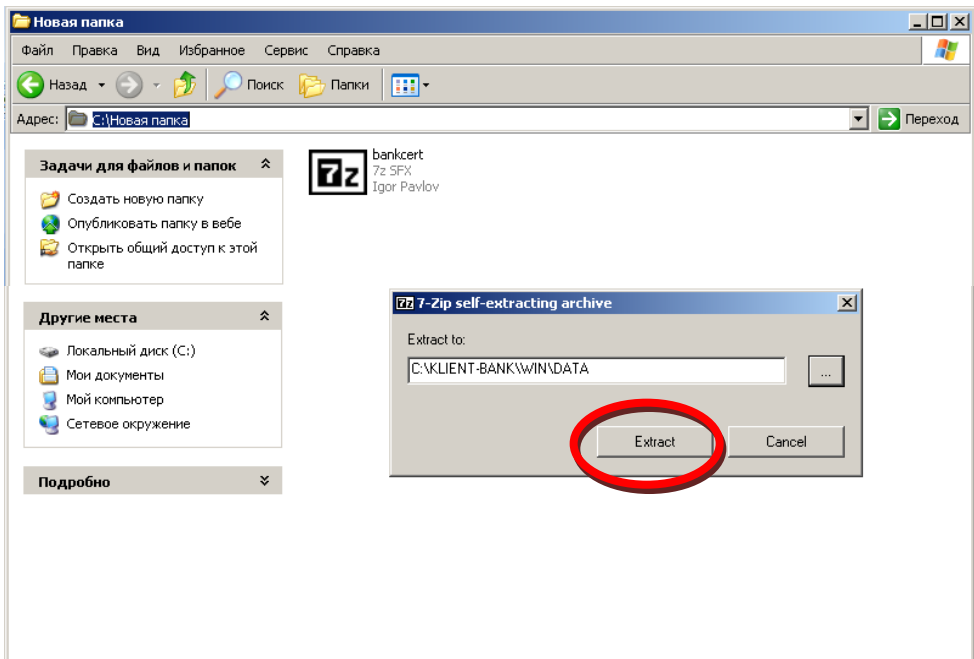 Новая папка
Файл Правка Вид Избранное Сервис Справка
Назад Поиск Папки
Адрес: C:\Новая папка Переход
Задачи для файлов и папок
Создать новую папку
Опубликовать папку в вебе
Открыть общий доступ к этой
папке
Другие места
Локальный диск (C:)
Мои документы
Мой компьютер
Сетевое окружение
Подробно
7z
bankcert
7z SFX
Igor Pavlov
7z 7-Zip self-extracting archive
Extract to:
C:\KLIENT-BANK\WIN\DATA
...
Extract Cancel